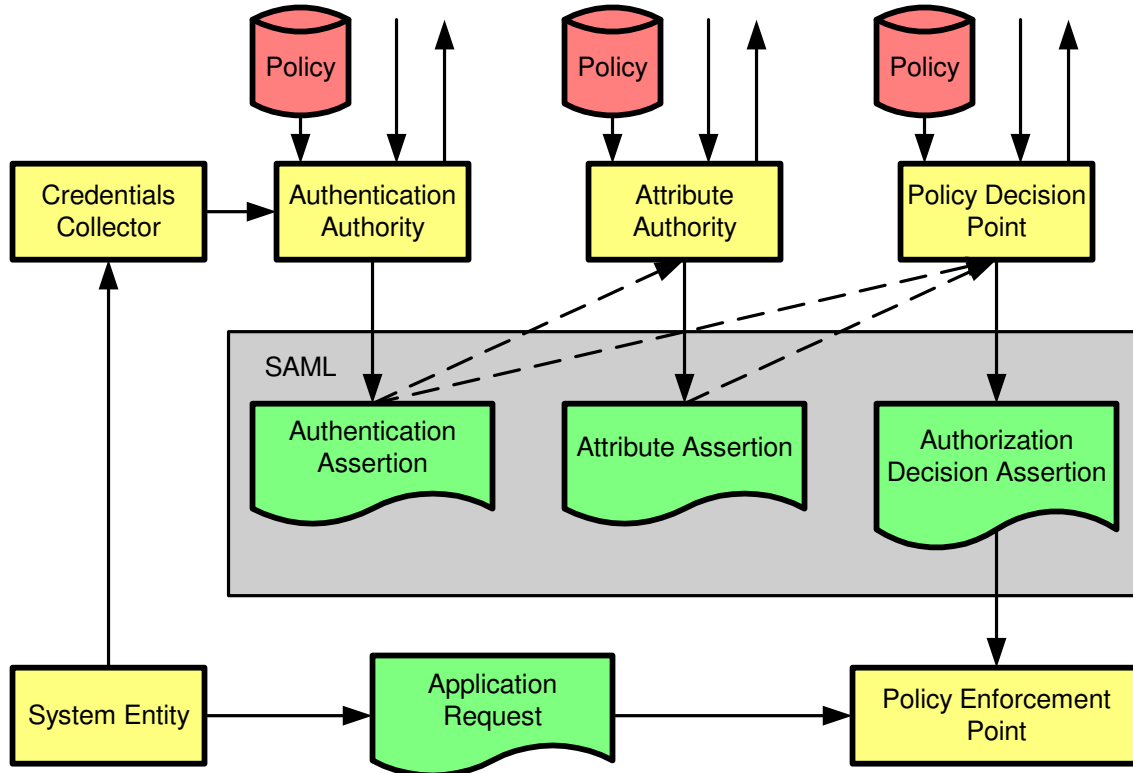 Policy
Policy
Policy
Credentials
Collector
Authentication
Authority
Attribute
Authority
Policy Decision
Point
SAML
Authentication
Assertion
Attribute Assertion
Authorization
Decision Assertion
System Entity
Application
Request
Policy Enforcement
Point